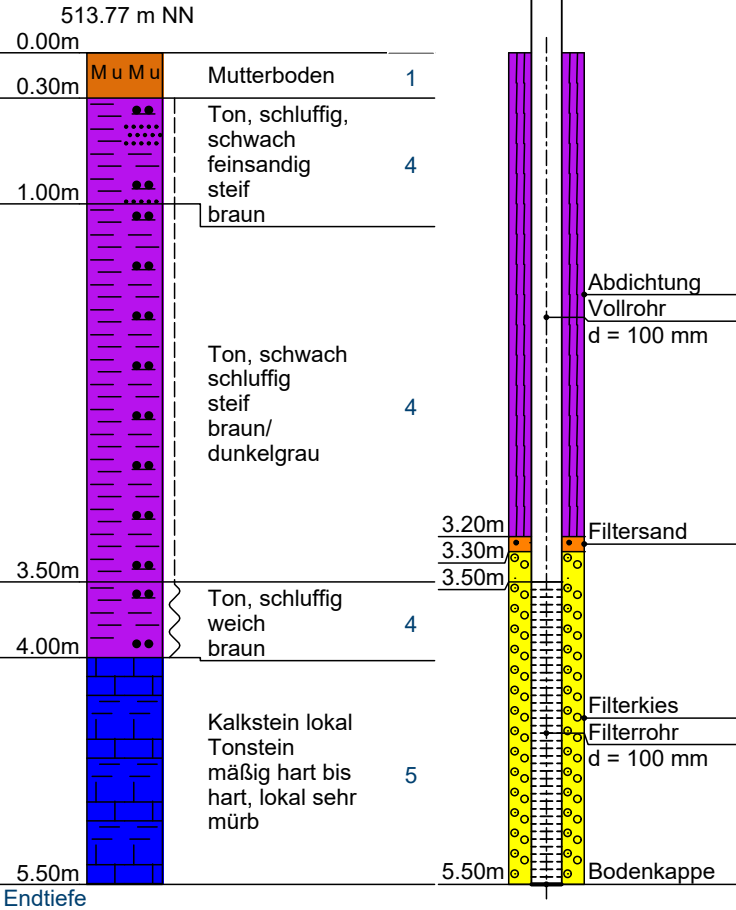 513.77 m NN
0.00m
Mu Mu
Mutterboden
1
0.30m
Ton, schluffig,
schwach
feinsandig
steif
braun
4
1.00m
Ton, schwach
schluffig
steif
braun/
dunkelgrau
4
3.50m
Ton, schluffig
weich
braun
4
4.00m
Kalkstein lokal
Tonstein
mäßig hart bis
hart, lokal sehr
mürb
5
5.50m
Endtiefe
Abdichtung
Vollrohr
d = 100 mm
3.20m
Filtersand
3.30m
3.50m
Filterkies
Filterrohr
d = 100 mm
5.50m
Bodenkappe